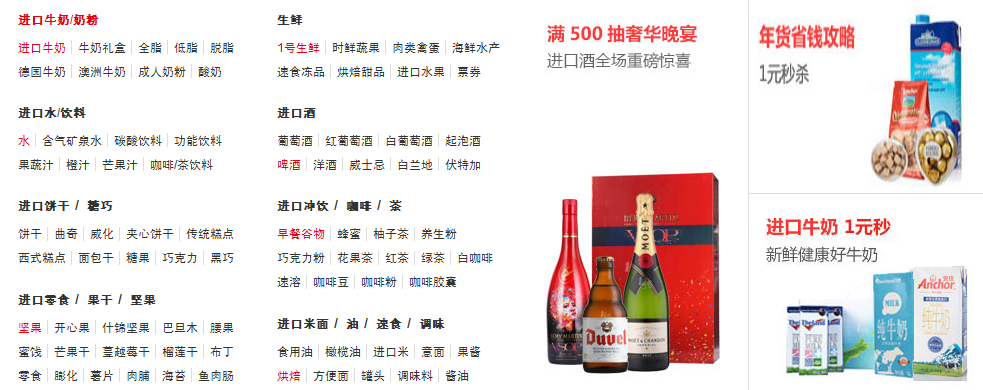 进口牛奶/奶粉
进口牛奶 牛奶礼盒 全脂 低脂 脱脂
德国牛奶 澳洲牛奶 成人奶粉 酸奶
进口水/饮料
水 含气矿泉水 碳酸饮料 功能饮料
果蔬汁 橙汁 芒果汁 咖啡/茶饮料
进口饼干 / 糖巧
饼干 曲奇 威化 夹心饼干 传统糕点
西式糕点 面包干 糖果 巧克力 黑巧
进口零食 / 果干 / 坚果
坚果 开心果 什锦坚果 巴旦木 腰果
蜜饯 芒果干 蔓越莓干 榴莲干 布丁
零食 膨化 薯片 肉脯 海苔 鱼肉肠
生鲜
1号生鲜 时鲜蔬果 肉类禽蛋 海鲜水产
速食冻品 烘焙甜品 进口水果 票券
进口酒
葡萄酒 红葡萄酒 白葡萄酒 起泡酒
啤酒 洋酒 威士忌 白兰地 伏特加
进口冲饮 / 咖啡 / 茶
早餐谷物 蜂蜜 柚子茶 养生粉
巧克力粉 花果茶 红茶 绿茶 白咖啡
速溶 咖啡豆 咖啡粉 咖啡胶囊
进口米面 / 油 / 速食 / 调味
食用油 橄榄油 进口米 意面 果酱
烘焙 方便面 罐头 调味料 酱油
满 500 抽奢华晚宴
进口酒全场重磅惊喜
MOËT
Duvel
MOËT & CHANDON
年货省钱攻略
1元秒杀
进口牛奶 1元秒
新鲜健康好牛奶
MILK
纯牛奶
安佳
Anchor
纯牛奶